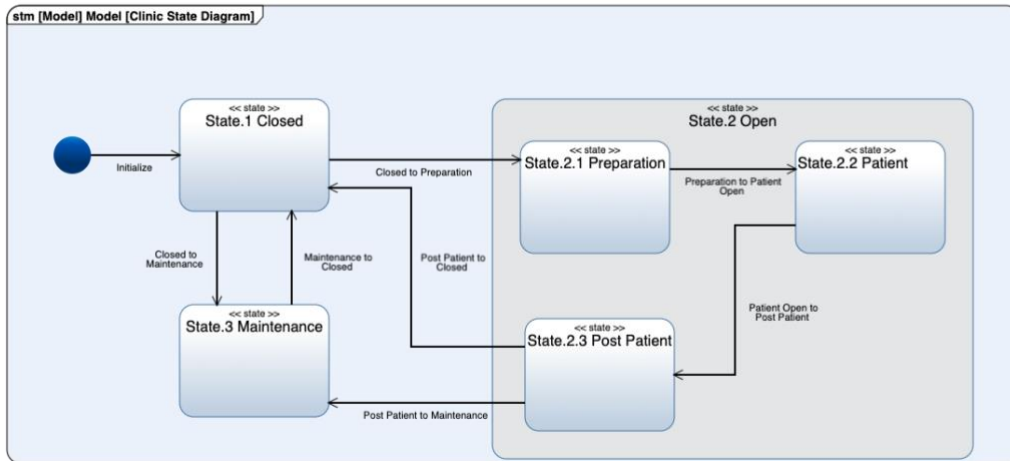 stm [Model] Model [Clinic State Diagram]
<< state >>
State.1 Closed
<< state >>
State.2 Open
Initialize
Closed to Preparation
<< state >>
State.2.1 Preparation
Preparation to Patient
Open
<< state >>
State.2.2 Patient
Closed to
Maintenance
Maintenance to
Closed
Post Patient to
Closed
Patient Open to
Post Patient
<< state >>
State.3 Maintenance
<< state >>
State.2.3 Post Patient
Post Patient to Maintenance